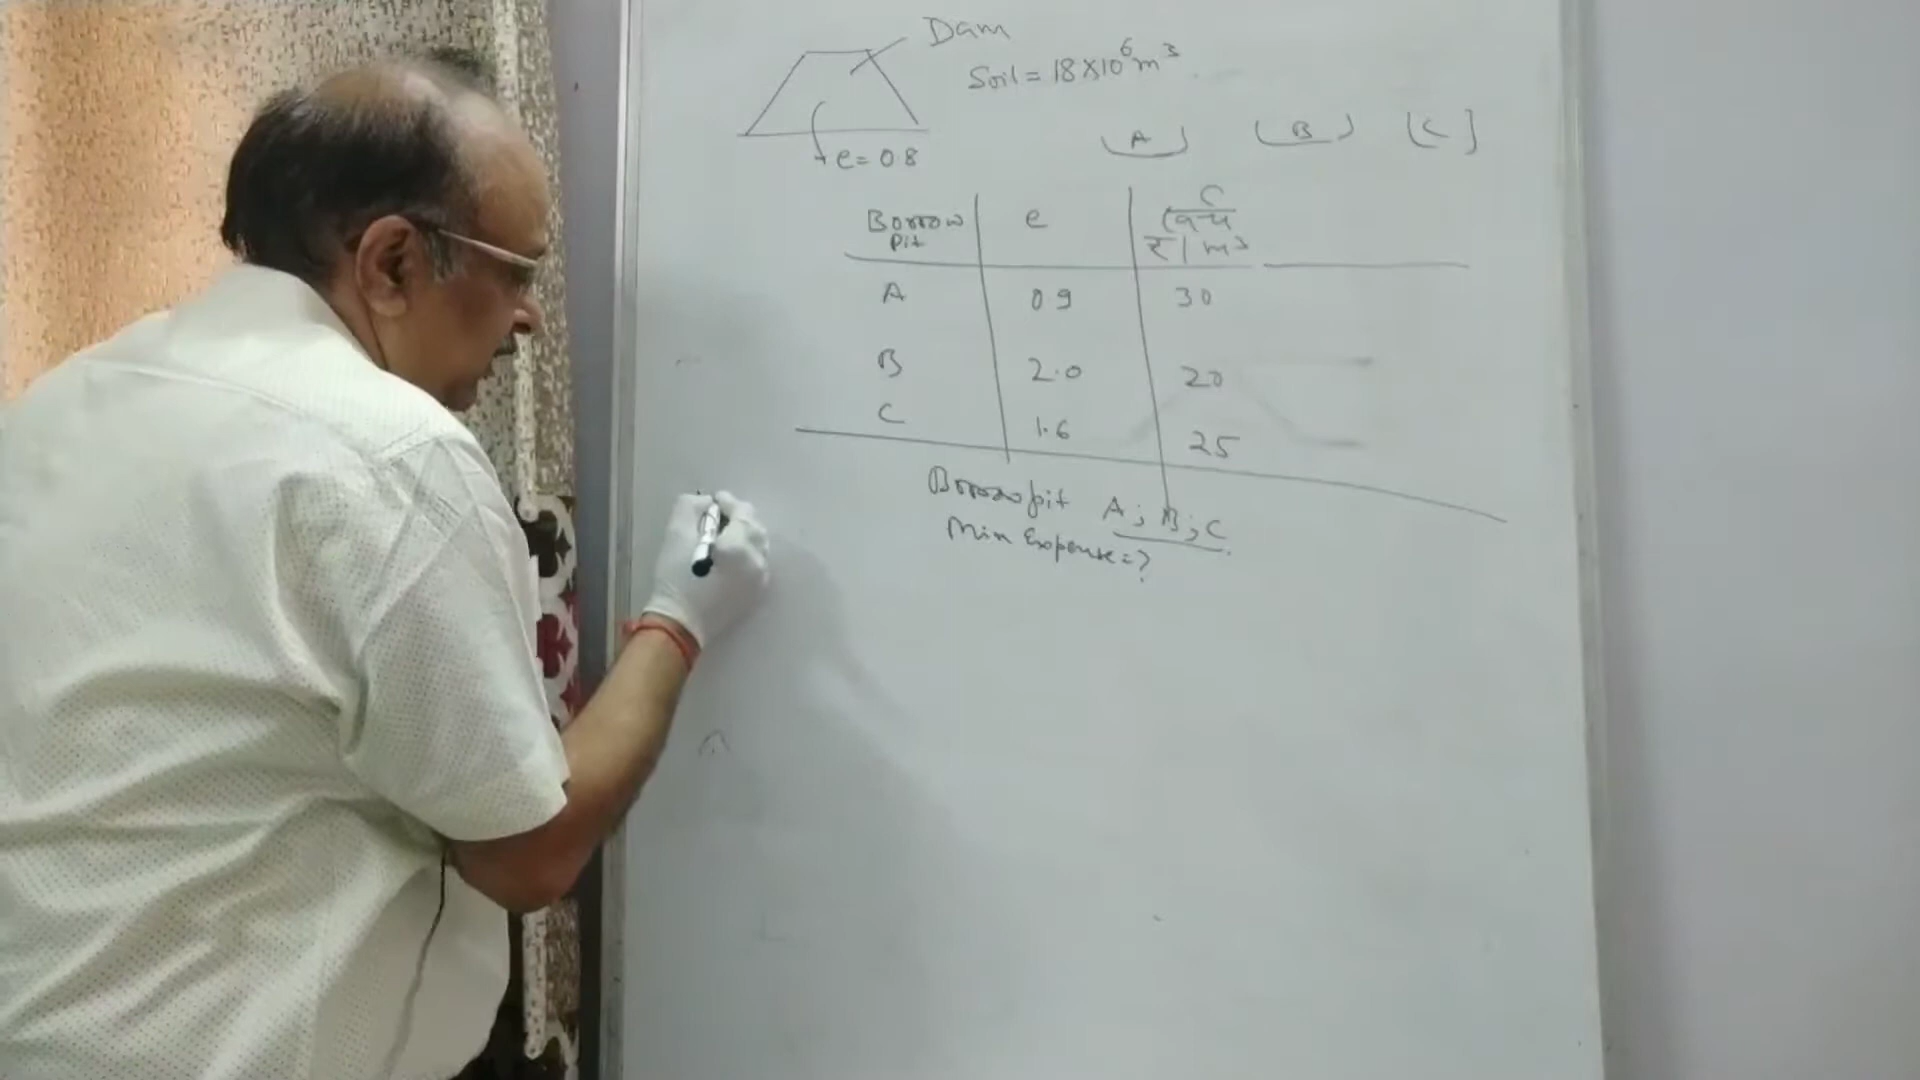 Dam
Soil = 18×10⁶ m³
A B C
e = 0.8
Borrow Pit e C
₹/m³
A 0.9 30
B 2.0 20
C 1.6 25
Borrow pit A; B; C
Min Expense = ?